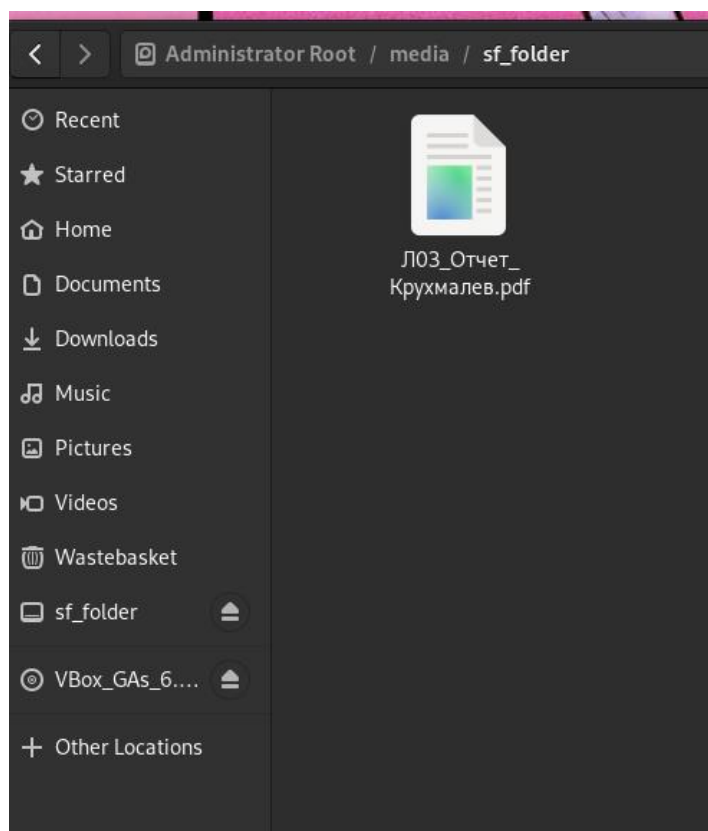 Administrator Root / media / sf_folder
Recent
Starred
Home
Documents
Downloads
Music
Pictures
Videos
Wastebasket
sf_folder
VBox_GAs_6....
Other Locations
Л03_Отчет_
Крухмалев.pdf